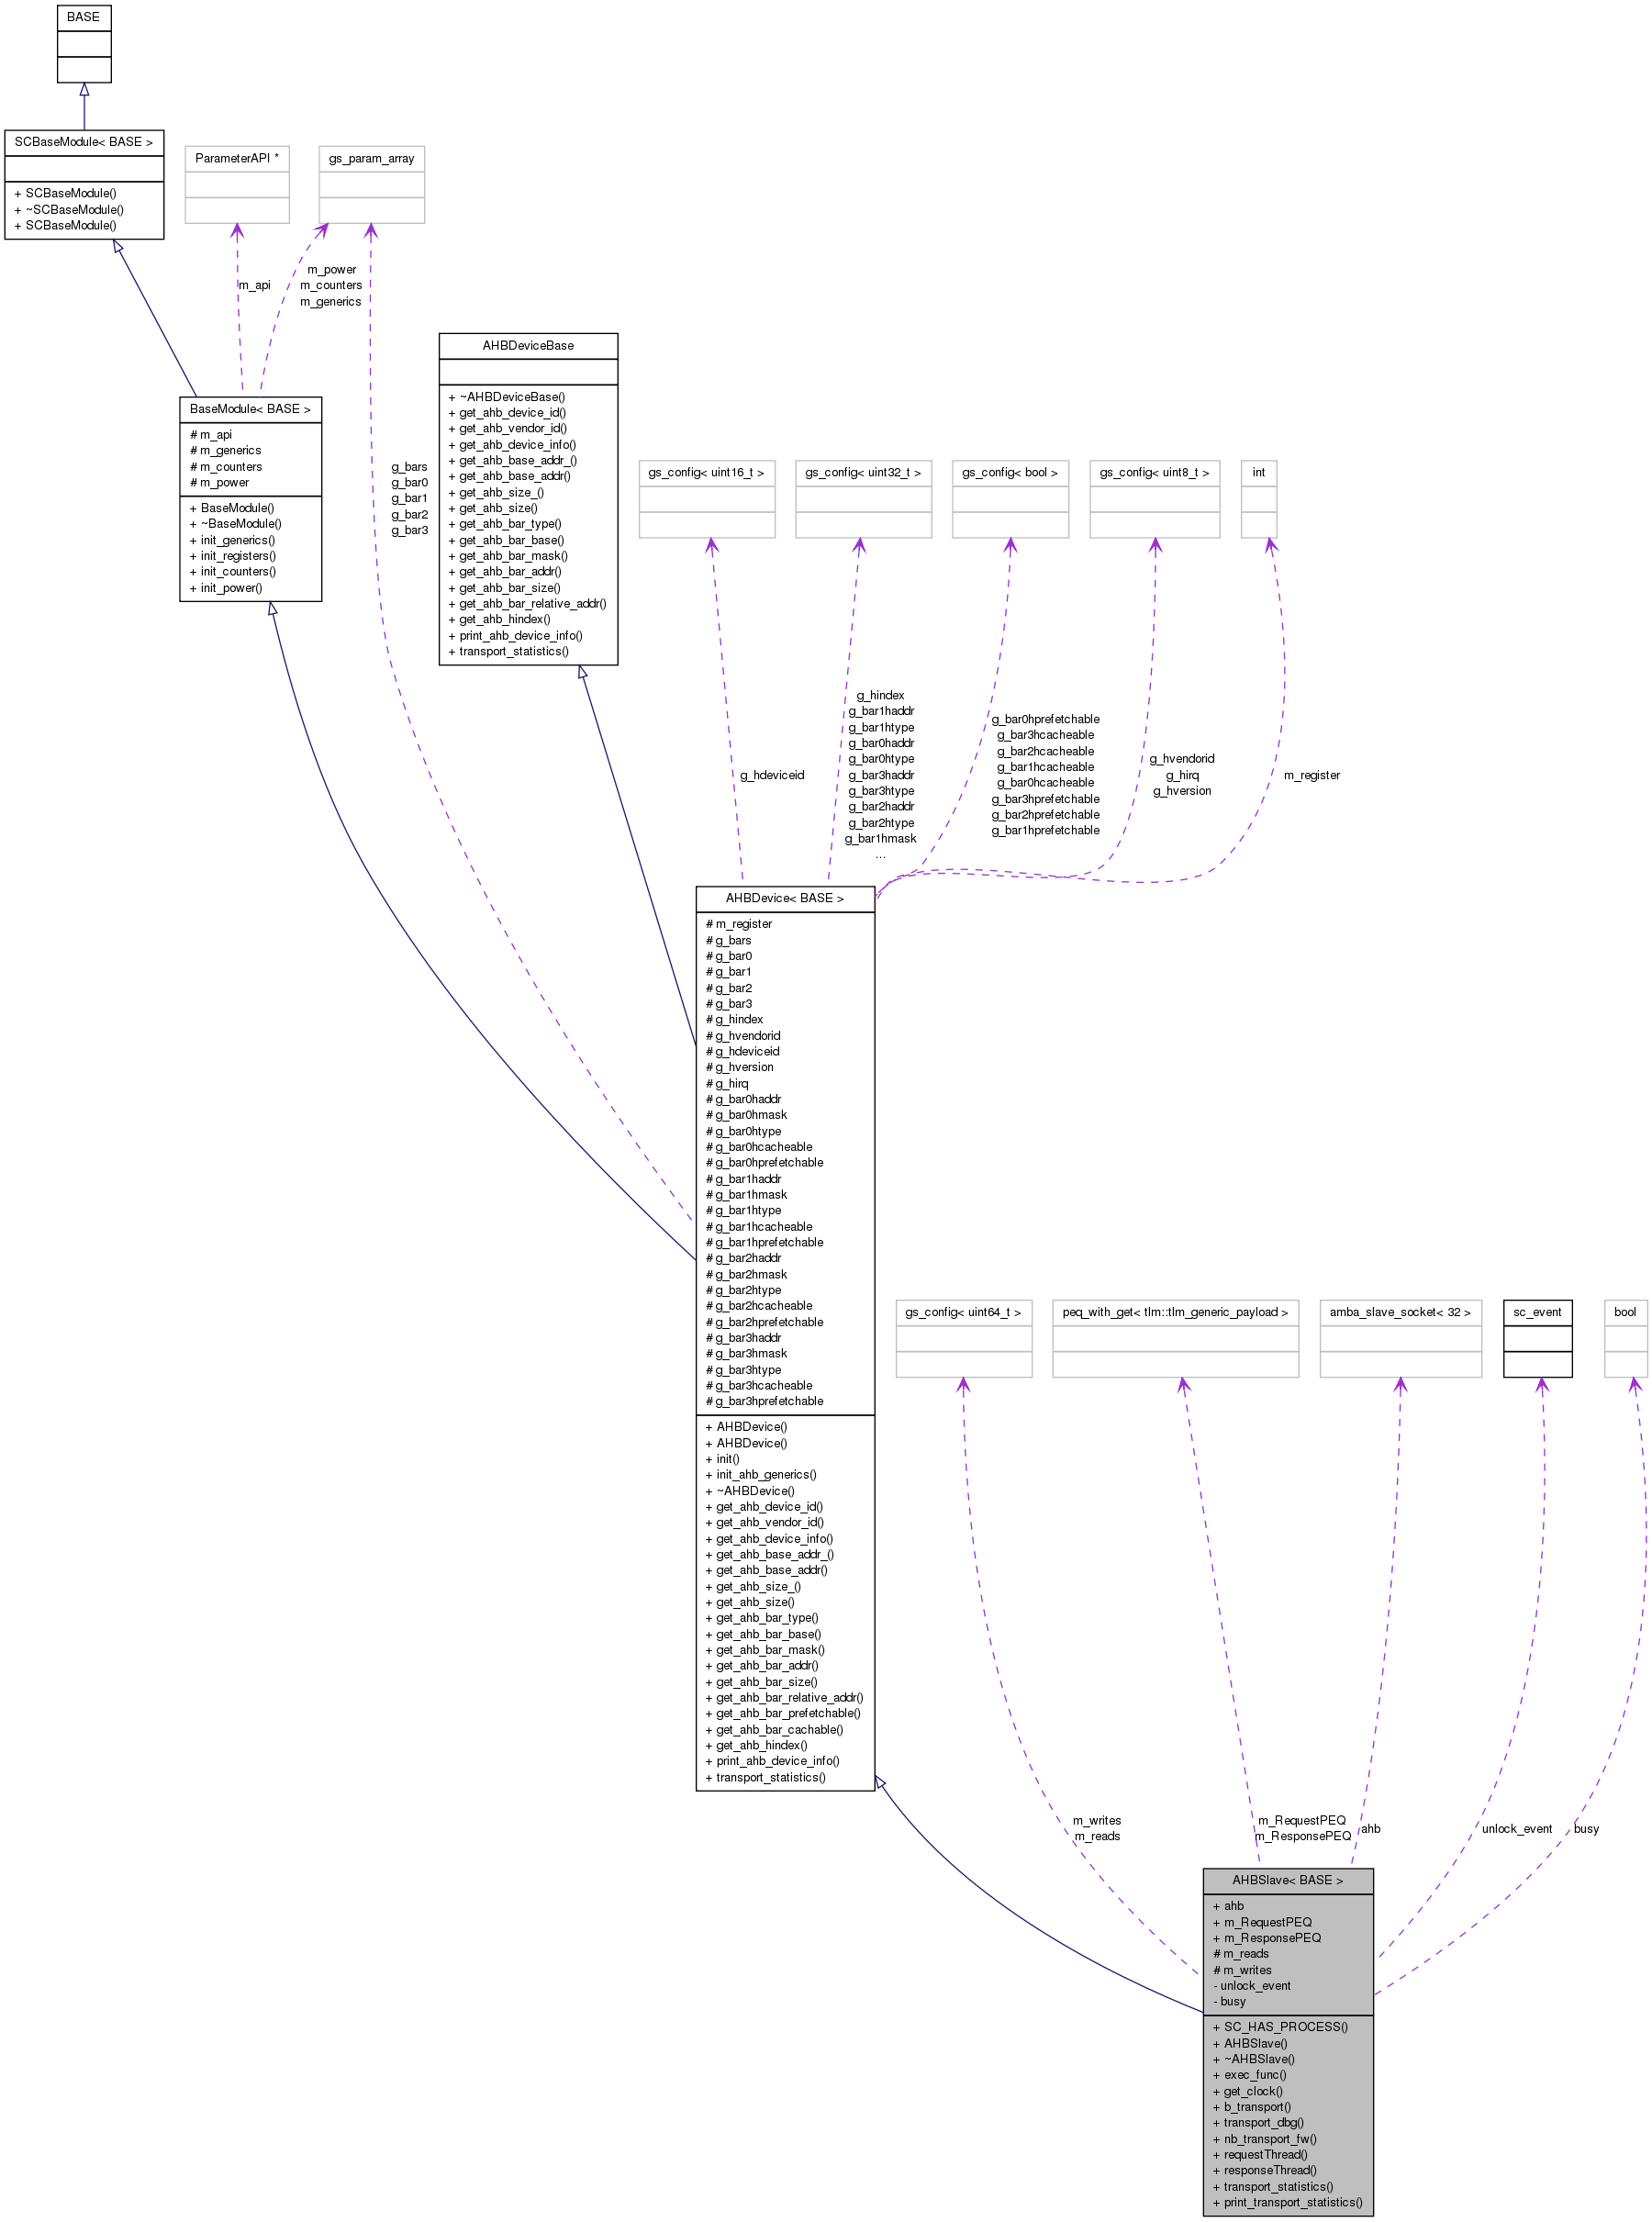 BASE
SCBaseModule< BASE >
+ SCBaseModule()
+ ~SCBaseModule()
+ SCBaseModule()
ParameterAPI *
gs_param_array
m_api
m_power
m_counters
m_generics
BaseModule< BASE >
# m_api
# m_generics
# m_counters
# m_power
+ BaseModule()
+ ~BaseModule()
+ init_generics()
+ init_registers()
+ init_counters()
+ init_power()
g_bars
g_bar0
g_bar1
g_bar2
g_bar3
AHBDeviceBase
+ ~AHBDeviceBase()
+ get_ahb_device_id()
+ get_ahb_vendor_id()
+ get_ahb_device_info()
+ get_ahb_base_addr_()
+ get_ahb_base_addr()
+ get_ahb_size_()
+ get_ahb_size()
+ get_ahb_bar_type()
+ get_ahb_bar_base()
+ get_ahb_bar_mask()
+ get_ahb_bar_addr()
+ get_ahb_bar_size()
+ get_ahb_bar_relative_addr()
+ get_ahb_hindex()
+ print_ahb_device_info()
+ transport_statistics()
gs_config< uint16_t >
gs_config< uint32_t >
gs_config< bool >
gs_config< uint8_t >
int
g_hdeviceid
g_hindex
g_bar1haddr
g_bar1htype
g_bar0haddr
g_bar0htype
g_bar3haddr
g_bar3htype
g_bar2haddr
g_bar2htype
g_bar1hmask
...
g_bar0hprefetchable
g_bar3hcacheable
g_bar2hcacheable
g_bar1hcacheable
g_bar0hcacheable
g_bar3hprefetchable
g_bar2hprefetchable
g_bar1hprefetchable
g_hvendorid
g_hirq
g_hversion
m_register
AHBDevice< BASE >
# m_register
# g_bars
# g_bar0
# g_bar1
# g_bar2
# g_bar3
# g_hindex
# g_hvendorid
# g_hdeviceid
# g_hversion
# g_hirq
# g_bar0haddr
# g_bar0hmask
# g_bar0htype
# g_bar0hcacheable
# g_bar0hprefetchable
# g_bar1haddr
# g_bar1hmask
# g_bar1htype
# g_bar1hcacheable
# g_bar1hprefetchable
# g_bar2haddr
# g_bar2hmask
# g_bar2htype
# g_bar2hcacheable
# g_bar2hprefetchable
# g_bar3haddr
# g_bar3hmask
# g_bar3htype
# g_bar3hcacheable
# g_bar3hprefetchable
+ AHBDevice()
+ AHBDevice()
+ init()
+ init_ahb_generics()
+ ~AHBDevice()
+ get_ahb_device_id()
+ get_ahb_vendor_id()
+ get_ahb_device_info()
+ get_ahb_base_addr_()
+ get_ahb_base_addr()
+ get_ahb_size_()
+ get_ahb_size()
+ get_ahb_bar_type()
+ get_ahb_bar_base()
+ get_ahb_bar_mask()
+ get_ahb_bar_addr()
+ get_ahb_bar_size()
+ get_ahb_bar_relative_addr()
+ get_ahb_bar_prefetchable()
+ get_ahb_bar_cachable()
+ get_ahb_hindex()
+ print_ahb_device_info()
+ transport_statistics()
gs_config< uint64_t >
peq_with_get< tlm::tlm_generic_payload >
amba_slave_socket< 32 >
sc_event
bool
m_writes
m_reads
m_RequestPEQ
m_ResponsePEQ
ahb
unlock_event
busy
AHBSlave< BASE >
+ ahb
+ m_RequestPEQ
+ m_ResponsePEQ
# m_reads
# m_writes
- unlock_event
- busy
+ SC_HAS_PROCESS()
+ AHBSlave()
+ ~AHBSlave()
+ exec_func()
+ get_clock()
+ b_transport()
+ transport_dbg()
+ nb_transport_fw()
+ requestThread()
+ responseThread()
+ transport_statistics()
+ print_transport_statistics()